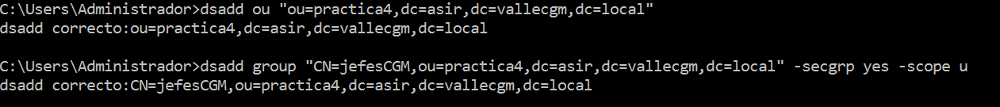 C:\Users\Administrador>dsadd ou "ou=practica4,dc=asir,dc=vallecgm,dc=local"
dsadd correcto:ou=practica4,dc=asir,dc=vallecgm,dc=local
C:\Users\Administrador>dsadd group "CN=jefesCGM,ou=practica4,dc=asir,dc=vallecgm,dc=local" -secgrp yes -scope u
dsadd correcto:CN=jefesCGM,ou=practica4,dc=asir,dc=vallecgm,dc=local